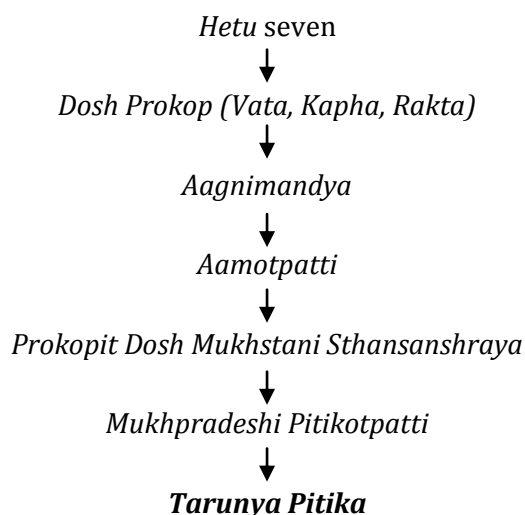 Hetu seven
Dosh Prokop (Vata, Kapha, Rakta)
Aagnimandya
Aamotpatti
Prokopit Dosh Mukhstani Sthansanshraya
Mukhpradeshi Pitikotpatti
Tarunya Pitika